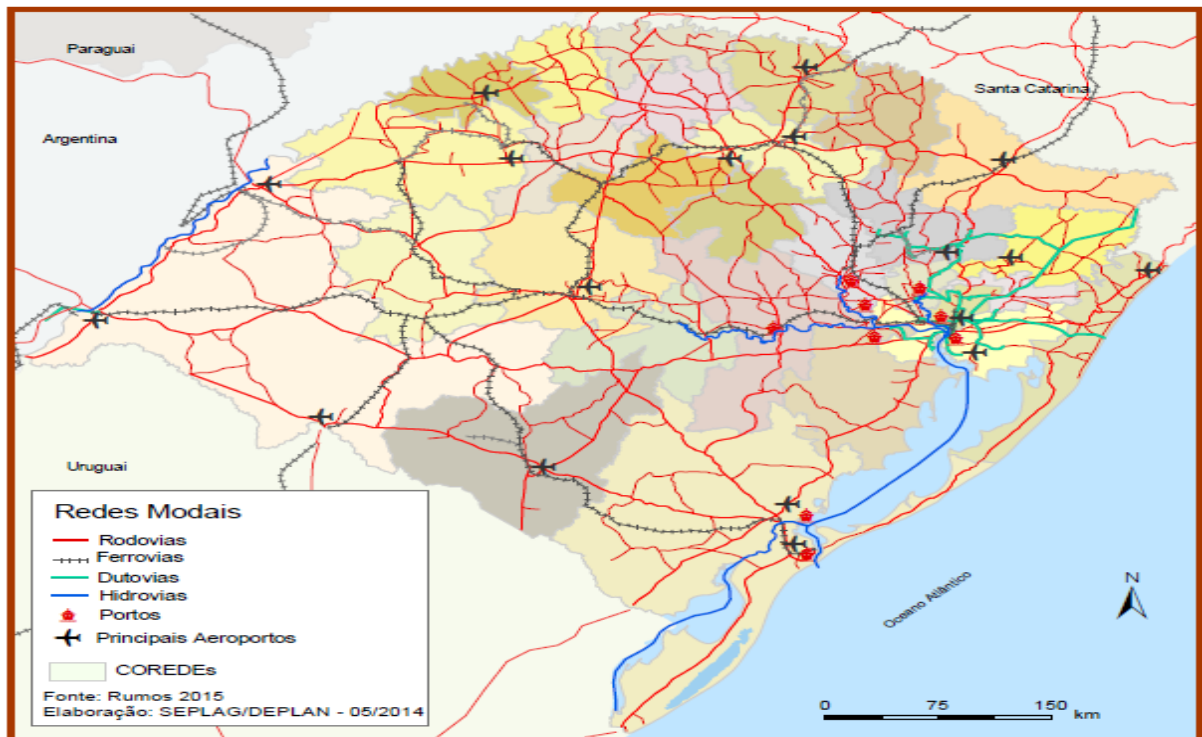 Paraguai
Santa Catarina
Argentina
Uruguai
Oceano Atlântico
N
Redes Modais
Rodovias
Ferrovias
Dutovias
Hidrovias
Portos
Principais Aeroportos
COREDEs
Fonte: Rumos 2015
Elaboração: SEPLAG/DEPLAN - 05/2014
0 75 150
km